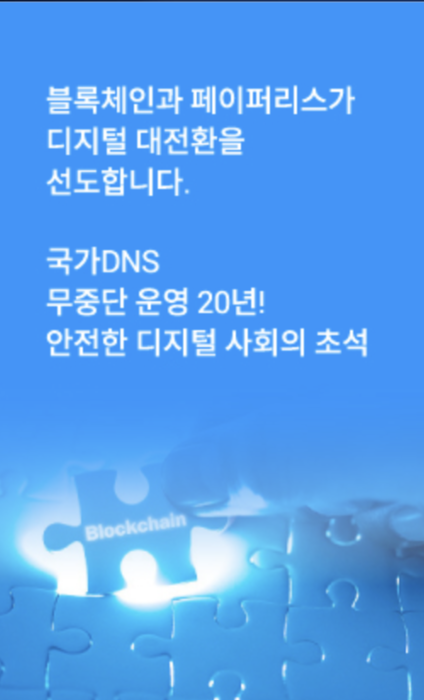 블록체인과 페이퍼리스가
디지털 대전환을
선도합니다.
국가DNS
무중단 운영 20년!
안전한 디지털 사회의 초석
Blockchain